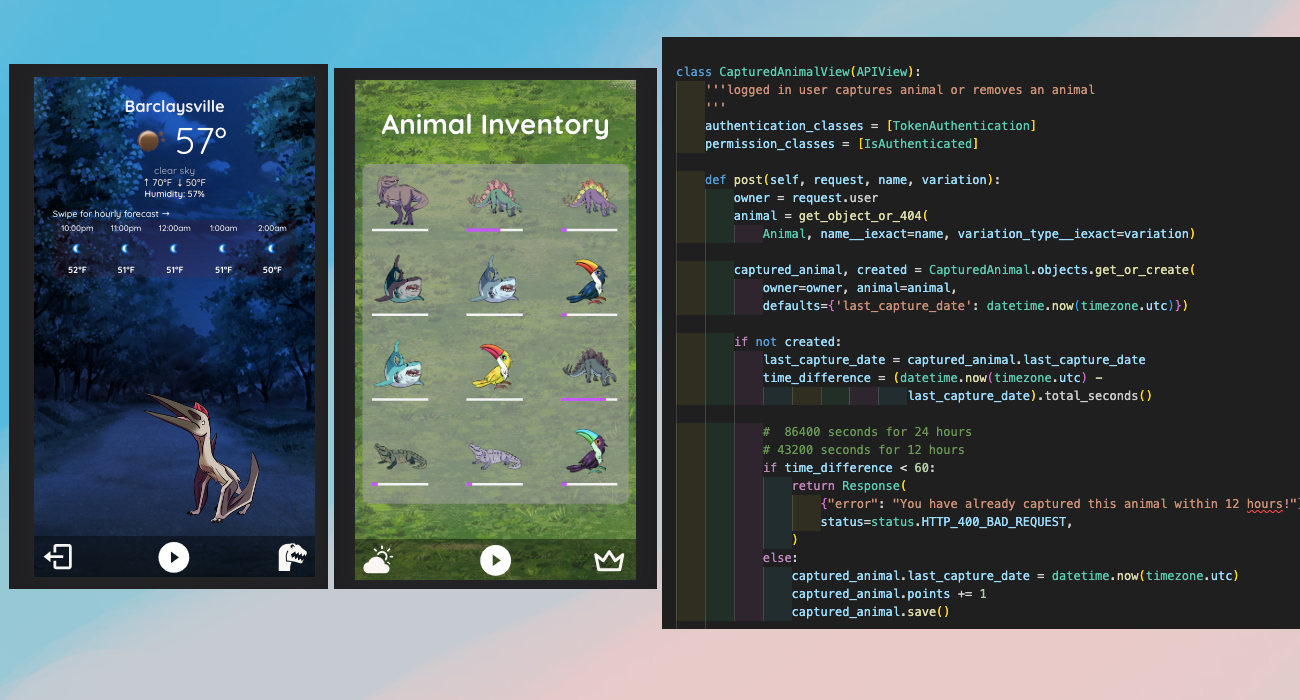 Barclaysville
57°
clear sky
↑ 70°F ↓ 50°F
Humidity: 57%
Swipe for hourly forecast →
10:00pm 11:00pm 12:00am 1:00am 2:00am
52°F 51°F 51°F 51°F 50°F
Animal Inventory
class CapturedAnimalView(APIView):
'''logged in user captures animal or removes an animal
'''
authentication_classes = [TokenAuthentication]
permission_classes = [IsAuthenticated]
def post(self, request, name, variation):
owner = request.user
animal = get_object_or_404(
Animal, name__iexact=name, variation_type__iexact=variation)
captured_animal, created = CapturedAnimal.objects.get_or_create(
owner=owner, animal=animal,
defaults={'last_capture_date': datetime.now(timezone.utc)})
if not created:
last_capture_date = captured_animal.last_capture_date
time_difference = (datetime.now(timezone.utc) -
last_capture_date).total_seconds()
#  86400 seconds for 24 hours
# 43200 seconds for 12 hours
if time_difference < 60:
return Response(
{"error": "You have already captured this animal within 12 hours!"}
status=status.HTTP_400_BAD_REQUEST,
)
else:
captured_animal.last_capture_date = datetime.now(timezone.utc)
captured_animal.points += 1
captured_animal.save()